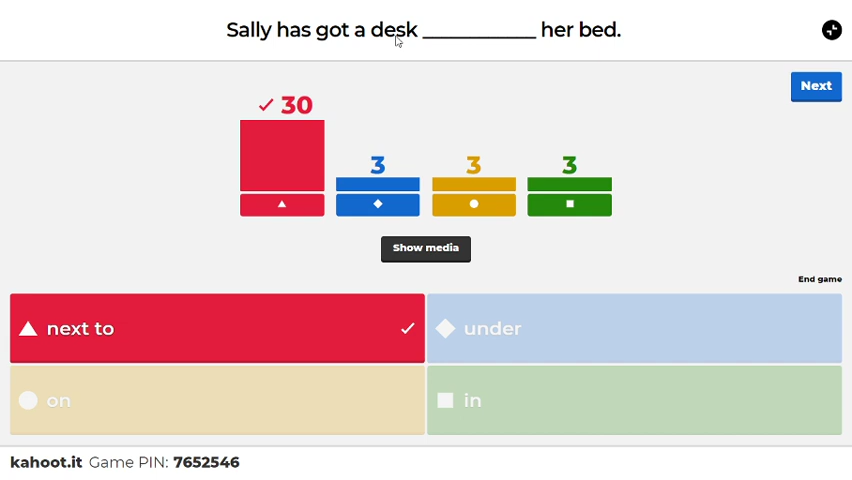 Sally has got a desk ___________ her bed.
Next
30
3
3
3
Show media
End game
next to
under
on
in
kahoot.it Game PIN: 7652546